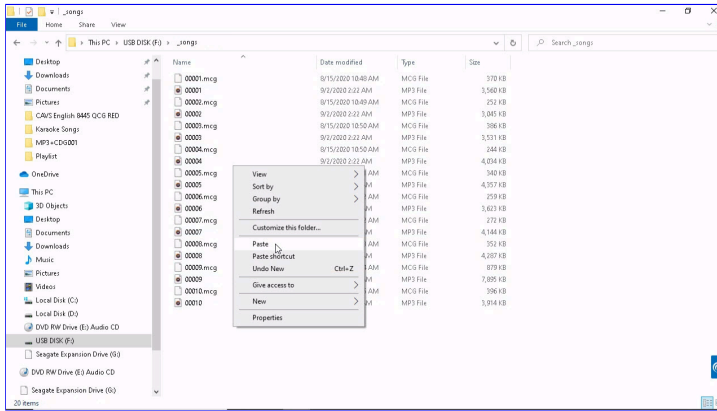 _songs
File Home Share View
This PC > USB DISK (F:) > _songs
Search _songs
Name Date modified Type Size
Desktop
Downloads
Documents
Pictures
CAVS English 8445 QCG RED
Karaoke Songs
MP3+CDG001
Playlist
OneDrive
This PC
3D Objects
Desktop
Documents
Downloads
Music
Pictures
Videos
Local Disk (C:)
Local Disk (D:)
DVD RW Drive (E:) Audio CD
USB DISK (F:)
Seagate Expansion Drive (G:)
DVD RW Drive (E:) Audio CD
Seagate Expansion Drive (G:)
00001.mcg 8/15/2020 10:48 AM MCG File 370 KB
00001 9/2/2020 2:22 AM MP3 File 3,560 KB
00002.mcg 8/15/2020 10:49 AM MCG File 252 KB
00002 9/2/2020 2:22 AM MP3 File 3,045 KB
00003.mcg 8/15/2020 10:50 AM MCG File 386 KB
00003 9/2/2020 2:22 AM MP3 File 3,531 KB
00004.mcg 8/15/2020 10:50 AM MCG File 244 KB
00004 9/2/2020 2:22 AM MP3 File 4,034 KB
00005.mcg MCG File 340 KB
00005 MP3 File 4,357 KB
00006.mcg MCG File 259 KB
00006 MP3 File 3,623 KB
00007.mcg MCG File 272 KB
00007 MP3 File 4,144 KB
00008.mcg MCG File 352 KB
00008 MP3 File 4,287 KB
00009.mcg MCG File 879 KB
00009 MP3 File 7,895 KB
00010.mcg MCG File 396 KB
00010 MP3 File 3,914 KB
View
Sort by
Group by
Refresh
Customize this folder...
Paste
Paste shortcut
Undo New Ctrl+Z
Give access to
New
Properties
20 items